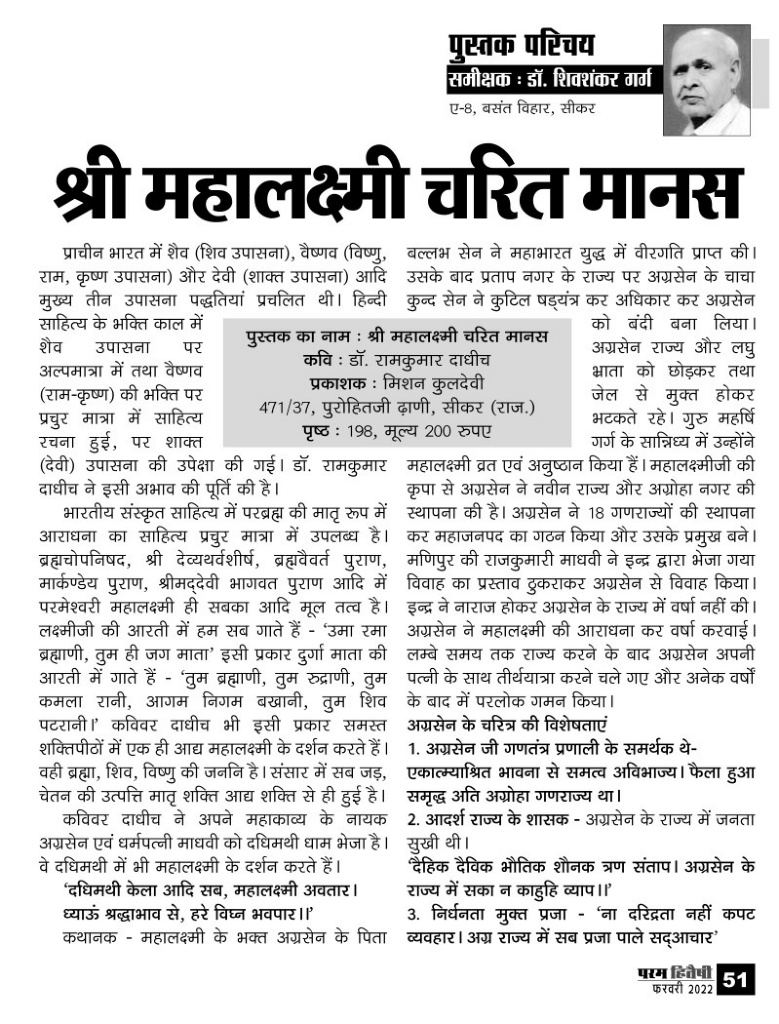 पुस्तक परिचय
समीक्षक : डॉ. शिवशंकर गर्ग
ए-8, बसंत विहार, सीकर
श्री महालक्ष्मी चरित मानस
प्राचीन भारत में शैव (शिव उपासना), वैष्णव (विष्णु,
राम, कृष्ण उपासना) और देवी (शाक्त उपासना) आदि
मुख्य तीन उपासना पद्धतियां प्रचलित थी। हिन्दी
साहित्य के भक्ति काल में
शैव उपासना पर
अल्पमात्रा में तथा वैष्णव
(राम-कृष्ण) की भक्ति पर
प्रचुर मात्रा में साहित्य
रचना हुई, पर शाक्त
(देवी) उपासना की उपेक्षा की गई। डॉ. रामकुमार
दाधीच ने इसी अभाव की पूर्ति की है।
भारतीय संस्कृत साहित्य में परब्रह्म की मातृ रूप में
आराधना का साहित्य प्रचुर मात्रा में उपलब्ध है।
ब्रह्मचोपनिषद, श्री देव्यथर्वशीर्ष, ब्रह्मवैवर्त पुराण,
मार्कण्डेय पुराण, श्रीमद्देवी भागवत पुराण आदि में
परमेश्वरी महालक्ष्मी ही सबका आदि मूल तत्व है।
लक्ष्मीजी की आरती में हम सब गाते हैं - ‘उमा रमा
ब्रह्माणी, तुम ही जग माता’ इसी प्रकार दुर्गा माता की
आरती में गाते हैं - ‘तुम ब्रह्माणी, तुम रुद्राणी, तुम
कमला रानी, आगम निगम बखानी, तुम शिव
पटरानी।’ कविवर दाधीच भी इसी प्रकार समस्त
शक्तिपीठों में एक ही आद्य महालक्ष्मी के दर्शन करते हैं।
वही ब्रह्मा, शिव, विष्णु की जननि है। संसार में सब जड़,
चेतन की उत्पत्ति मातृ शक्ति आद्य शक्ति से ही हुई है।
कविवर दाधीच ने अपने महाकाव्य के नायक
अग्रसेन एवं धर्मपत्नी माधवी को दधिमथी धाम भेजा है।
वे दधिमथी में भी महालक्ष्मी के दर्शन करते हैं।
‘दधिमथी केला आदि सब, महालक्ष्मी अवतार।
ध्याऊं श्रद्धाभाव से, हरे विघ्न भवपार।।’
कथानक - महालक्ष्मी के भक्त अग्रसेन के पिता
पुस्तक का नाम : श्री महालक्ष्मी चरित मानस
कवि : डॉ. रामकुमार दाधीच
प्रकाशक : मिशन कुलदेवी
471/37, पुरोहितजी ढ़ाणी, सीकर (राज.)
पृष्ठ : 198, मूल्य 200 रुपए
बल्लभ सेन ने महाभारत युद्ध में वीरगति प्राप्त की।
उसके बाद प्रताप नगर के राज्य पर अग्रसेन के चाचा
कुन्द सेन ने कुटिल षड्यंत्र कर अधिकार कर अग्रसेन
को बंदी बना लिया।
अग्रसेन राज्य और लघु
भ्राता को छोड़कर तथा
जेल से मुक्त होकर
भटकते रहे। गुरु महर्षि
गर्ग के सान्निध्य में उन्होंने
महालक्ष्मी व्रत एवं अनुष्ठान किया हैं। महालक्ष्मीजी की
कृपा से अग्रसेन ने नवीन राज्य और अग्रोहा नगर की
स्थापना की है। अग्रसेन ने 18 गणराज्यों की स्थापना
कर महाजनपद का गठन किया और उसके प्रमुख बने।
मणिपुर की राजकुमारी माधवी ने इन्द्र द्वारा भेजा गया
विवाह का प्रस्ताव ठुकराकर अग्रसेन से विवाह किया।
इन्द्र ने नाराज होकर अग्रसेन के राज्य में वर्षा नहीं की।
अग्रसेन ने महालक्ष्मी की आराधना कर वर्षा करवाई।
लम्बे समय तक राज्य करने के बाद अग्रसेन अपनी
पत्नी के साथ तीर्थयात्रा करने चले गए और अनेक वर्षों
के बाद में परलोक गमन किया।
अग्रसेन के चरित्र की विशेषताएं
1. अग्रसेन जी गणतंत्र प्रणाली के समर्थक थे-
एकात्म्याश्रित भावना से समत्व अविभाज्य। फैला हुआ
समृद्ध अति अग्रोहा गणराज्य था।
2. आदर्श राज्य के शासक - अग्रसेन के राज्य में जनता
सुखी थी।
‘दैहिक दैविक भौतिक शौनक त्रण संताप। अग्रसेन के
राज्य में सका न काहुहि व्याप।।’
3. निर्धनता मुक्त प्रजा - ‘ना दरिद्रता नहीं कपट
व्यवहार। अग्र राज्य में सब प्रजा पाले सद्आचार’
परम हितैषी
फरवरी 2022 51